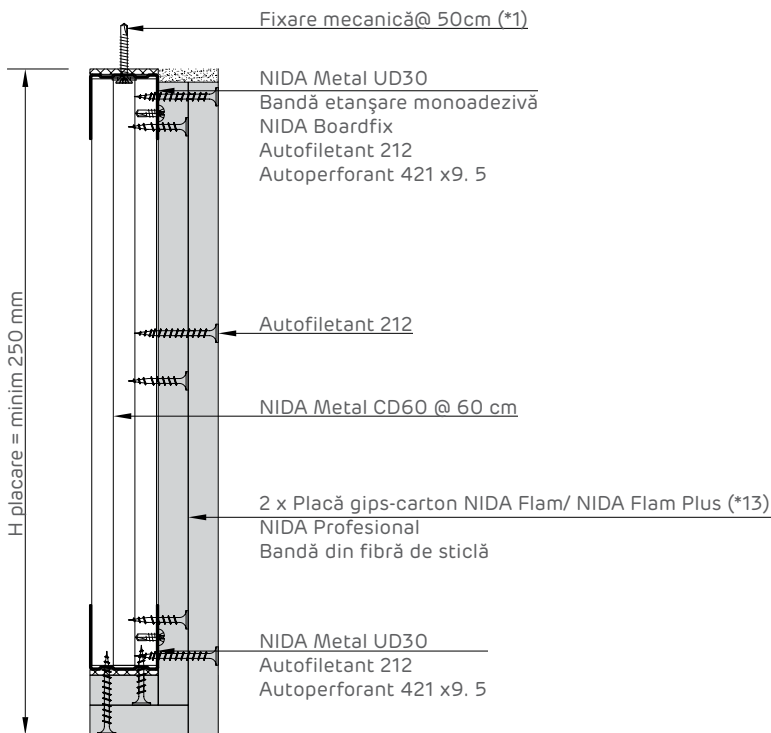 Fixare mecanică@ 50cm (*1)
NIDA Metal UD30
Bandă etanşare monoadezivă
NIDA Boardfix
Autofiletant 212
Autoperforant 421 x9. 5
Autofiletant 212
NIDA Metal CD60 @ 60 cm
H placare = minim 250 mm
2 x Placă gips-carton NIDA Flam/ NIDA Flam Plus (*13)
NIDA Profesional
Bandă din fibră de sticlă
NIDA Metal UD30
Autofiletant 212
Autoperforant 421 x9. 5